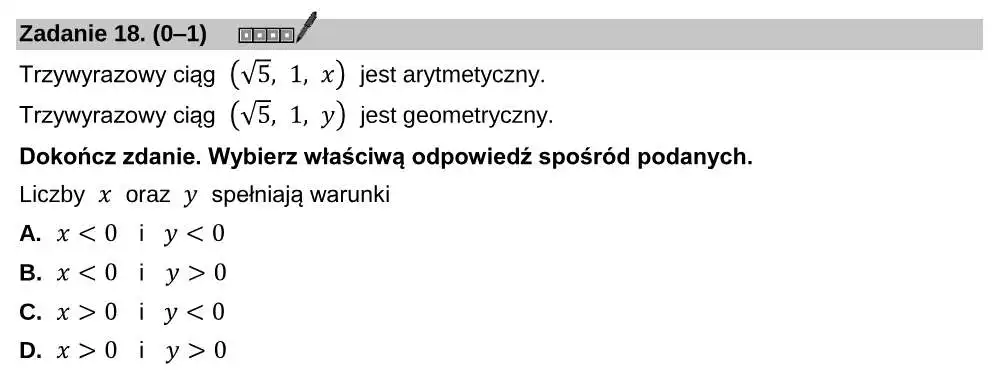 Zadanie 18. (0–1)
Trzywyrazowy ciąg (√5, 1, x) jest arytmetyczny.
Trzywyrazowy ciąg (√5, 1, y) jest geometryczny.
Dokończ zdanie. Wybierz właściwą odpowiedź spośród podanych.
Liczby x oraz y spełniają warunki
A. x < 0 i y < 0
B. x < 0 i y > 0
C. x > 0 i y < 0
D. x > 0 i y > 0